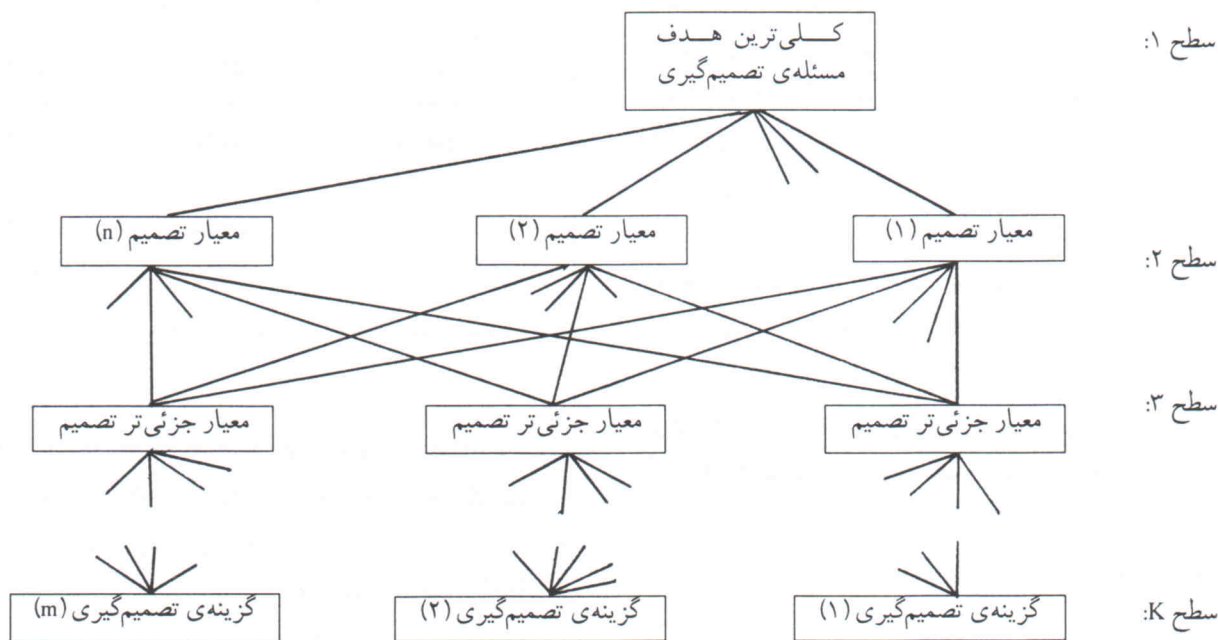 سطح ۱:
کـــلی‌ترین هـــدف
مسئله‌ی تصمیم‌گیری
سطح ۲:
معیار تصمیم (۱)
معیار تصمیم (۲)
معیار تصمیم (n)
سطح ۳:
معیار جزئی‌تر تصمیم
معیار جزئی‌تر تصمیم
معیار جزئی‌تر تصمیم
سطح K:
گزینه‌ی تصمیم‌گیری (۱)
گزینه‌ی تصمیم‌گیری (۲)
گزینه‌ی تصمیم‌گیری (m)